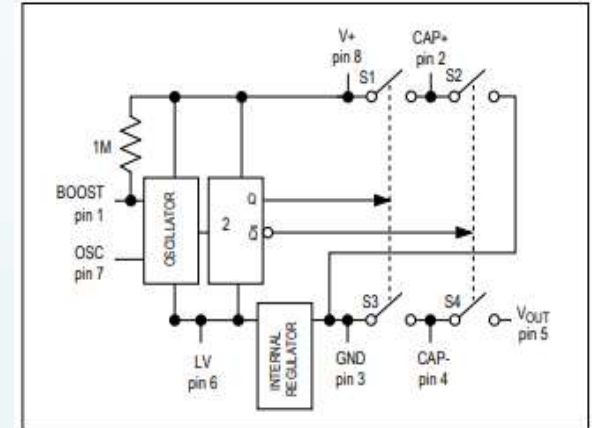 V+
pin 8
CAP+
pin 2
S1
S2
1M
BOOST
pin 1
OSCILLATOR
2
Q
Q̅
OSC
pin 7
S3
S4
VOUT
pin 5
INTERNAL
REGULATOR
LV
pin 6
GND
pin 3
CAP-
pin 4